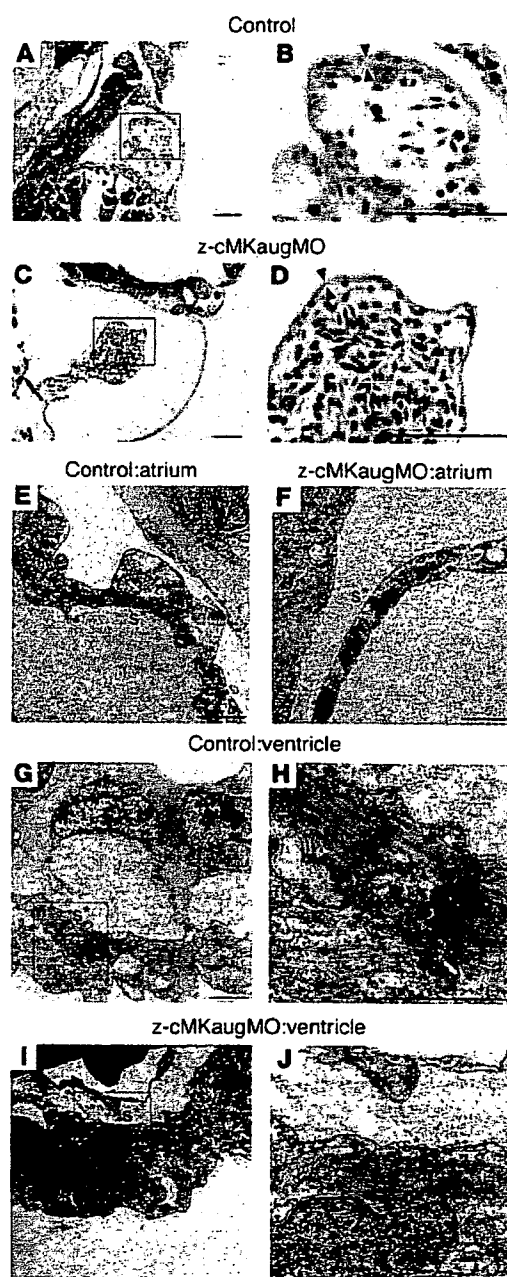 Control
A B
z-cMKaugMO
C D
Control:atrium z-cMKaugMO:atrium
E F
S S
Control:ventricle
G H
S
z-cMKaugMO:ventricle
I J